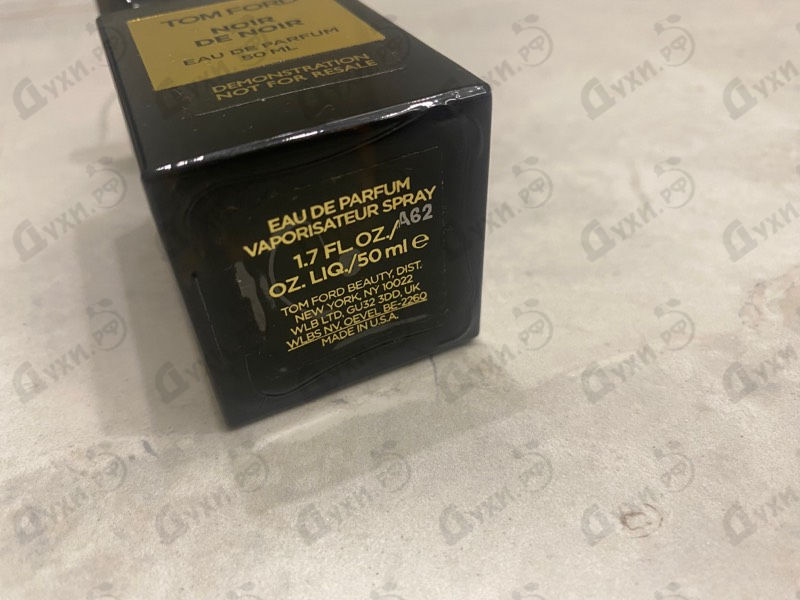 TOM FORD
NOIR
DE NOIR
EAU DE PARFUM
50 ML
DEMONSTRATION
NOT FOR RESALE
EAU DE PARFUM
VAPORISATEUR SPRAY
1.7 FL OZ./A62
OZ. LIQ./50 ml e
TOM FORD BEAUTY, DIST.
NEW YORK, NY 10022
WLB LTD. GU32 3DD, UK
WLBS NV, OEVEL BE-2260
MADE IN U.S.A.
Духи.рф